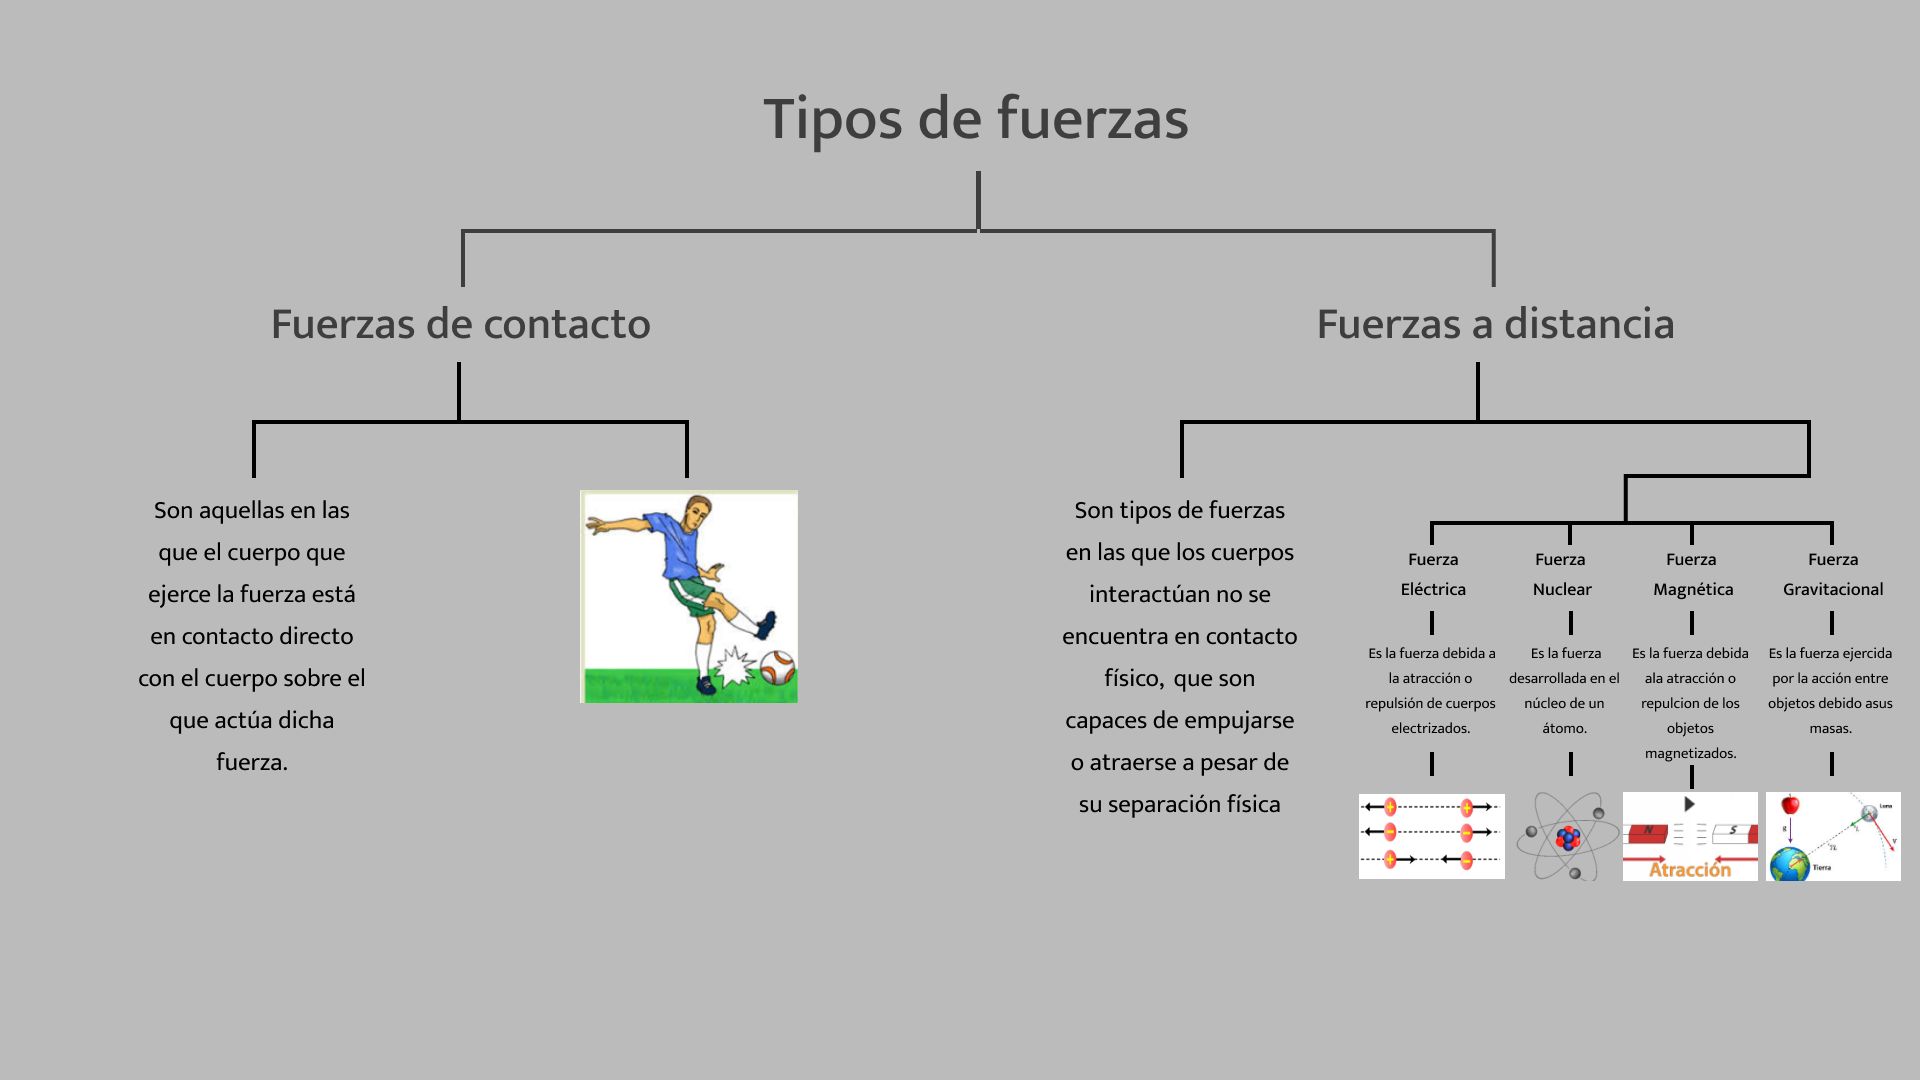 Tipos de fuerzas
Fuerzas de contacto
Fuerzas a distancia
Son aquellas en las
que el cuerpo que
ejerce la fuerza está
en contacto directo
con el cuerpo sobre el
que actúa dicha
fuerza.
Son tipos de fuerzas
en las que los cuerpos
interactúan no se
encuentra en contacto
físico, que son
capaces de empujarse
o atraerse a pesar de
su separación física
Fuerza
Eléctrica
Es la fuerza debida a
la atracción o
repulsión de cuerpos
electrizados.
Fuerza
Nuclear
Es la fuerza
desarrollada en el
núcleo de un
átomo.
Fuerza
Magnética
Es la fuerza debida
ala atracción o
repulcion de los
objetos
magnetizados.
N
S
Atracción
Fuerza
Gravitacional
Es la fuerza ejercida
por la acción entre
objetos debido asus
masas.
Luna
g
V
Tierra